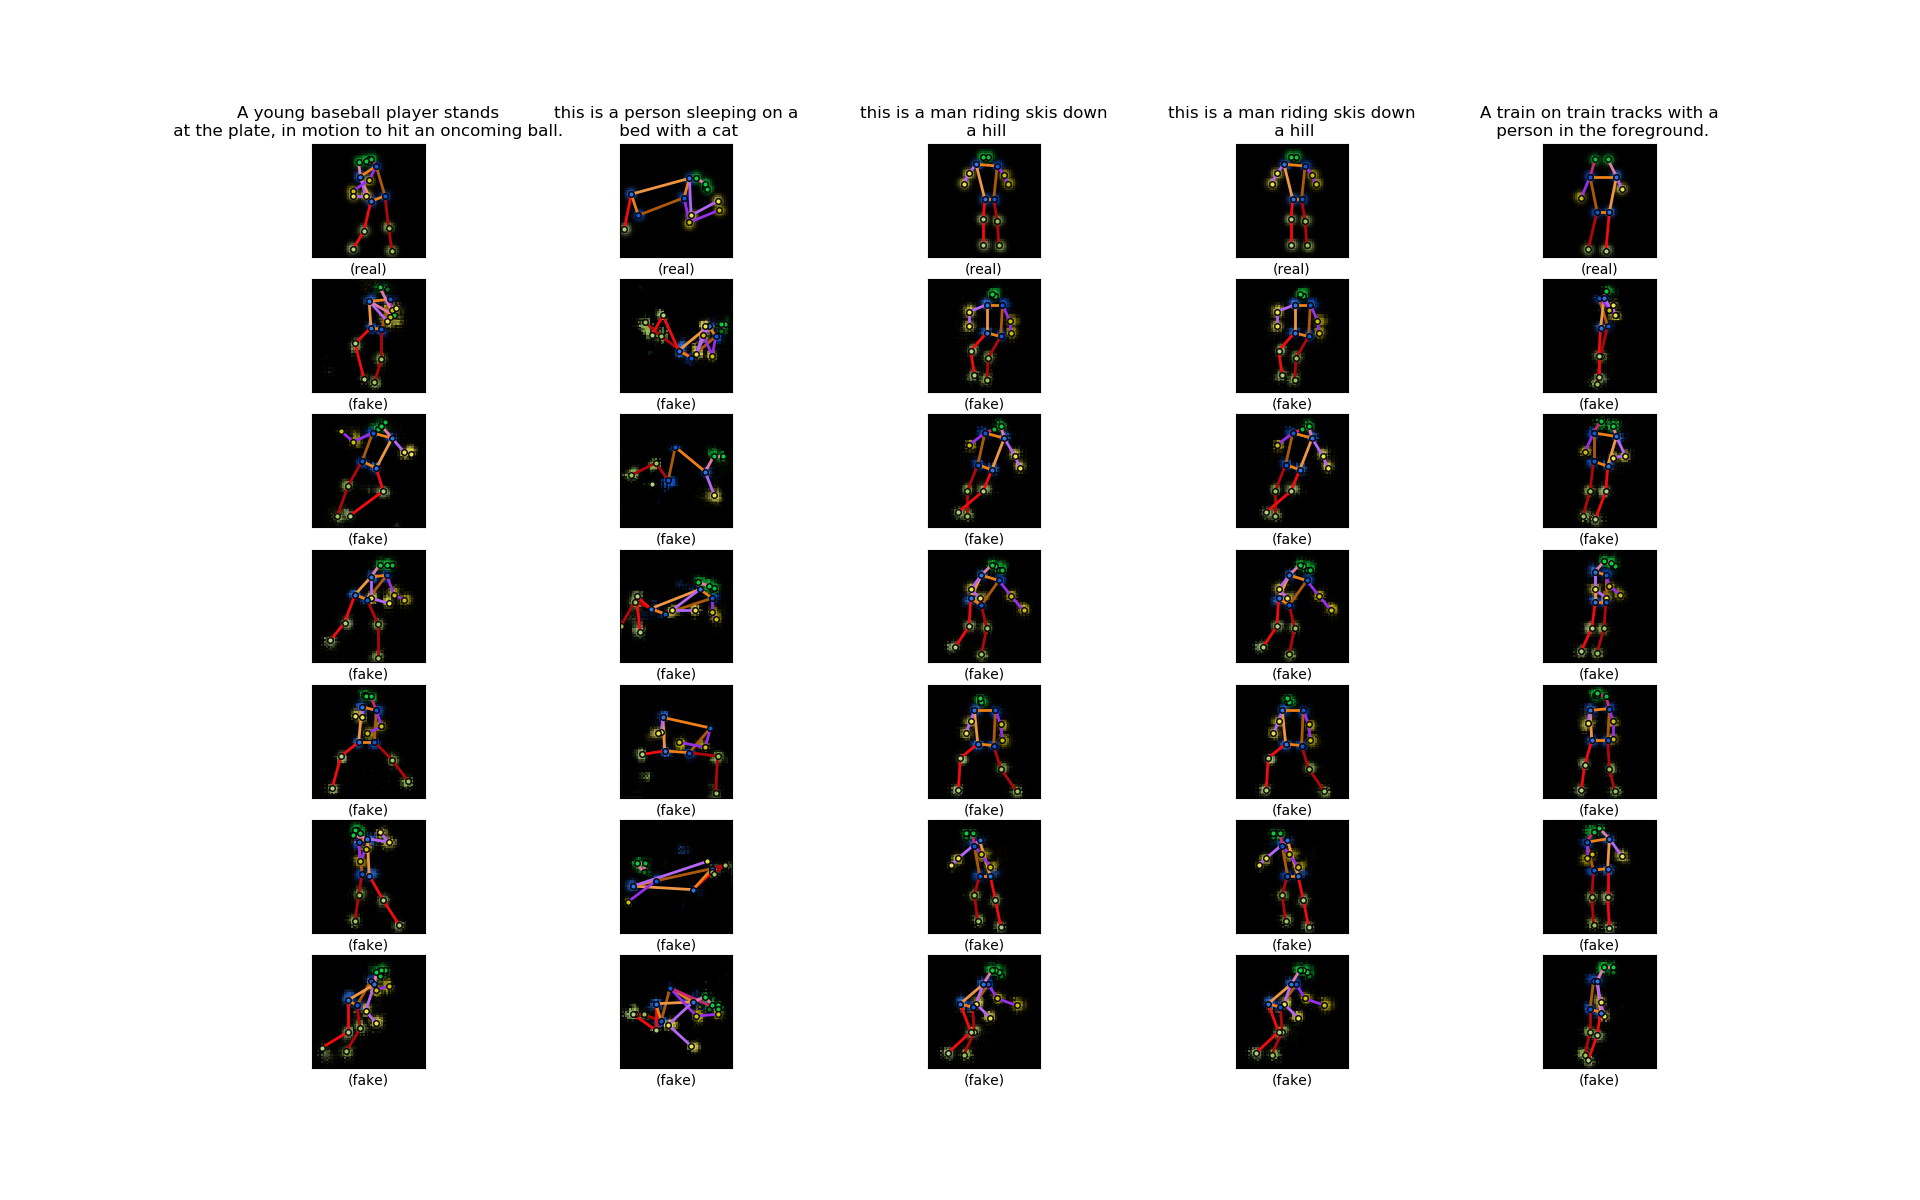 A young baseball player stands
at the plate, in motion to hit an oncoming ball.
this is a person sleeping on a
bed with a cat
this is a man riding skis down
a hill
this is a man riding skis down
a hill
A train on train tracks with a
person in the foreground.
(real) (real) (real) (real) (real)
(fake) (fake) (fake) (fake) (fake)
(fake) (fake) (fake) (fake) (fake)
(fake) (fake) (fake) (fake) (fake)
(fake) (fake) (fake) (fake) (fake)
(fake) (fake) (fake) (fake) (fake)
(fake) (fake) (fake) (fake) (fake)